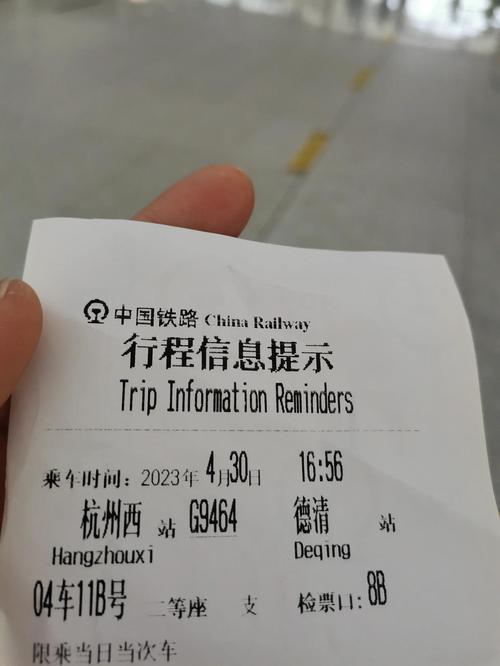 中国铁路 China Railway
行程信息提示
Trip Information Reminders
乘车时间：2023年4月30日 16:56
杭州西 站 G9464 德清 站
Hangzhouxi Deqing
04车11B号 二等座 支 检票口：8B
限乘当日当次车